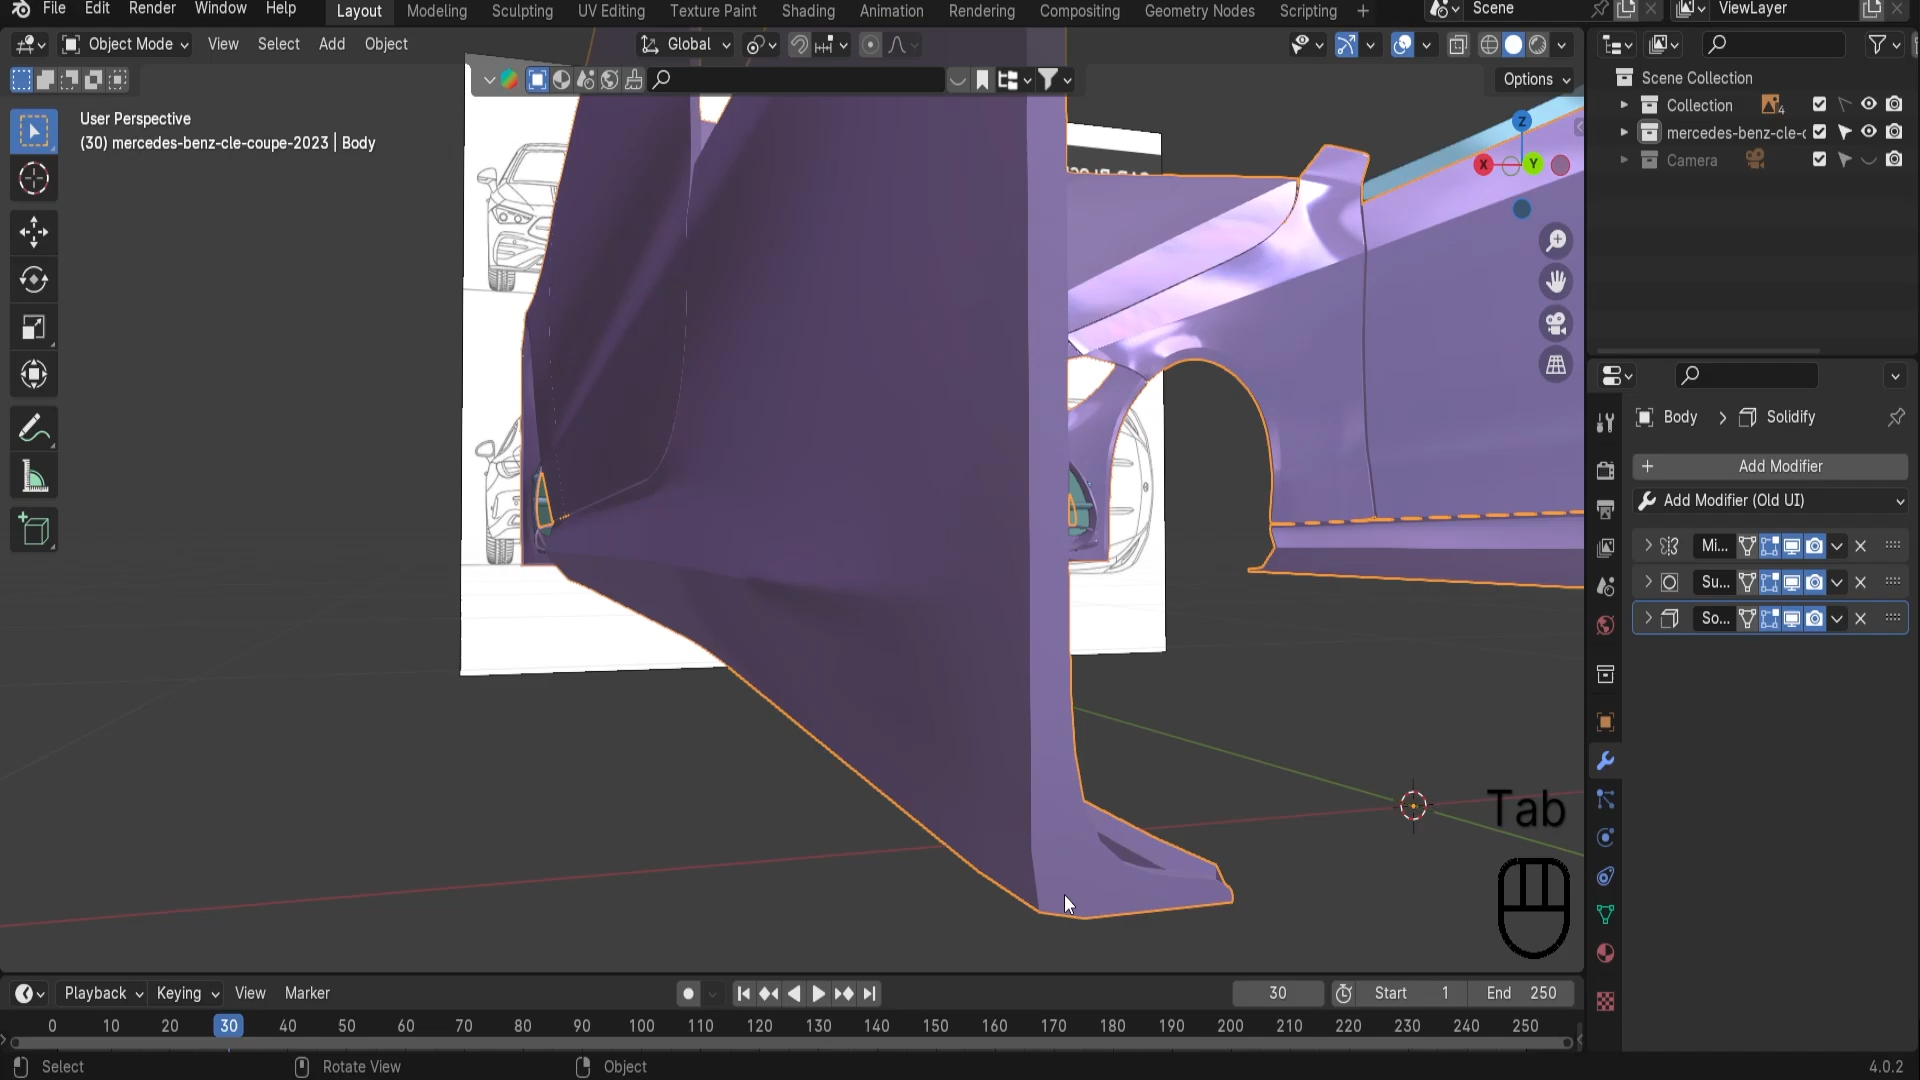 File Edit Render Window Help Layout Modeling Sculpting UV Editing Texture Paint Shading Animation Rendering Compositing Geometry Nodes Scripting + Scene ViewLayer
Object Mode View Select Add Object Global
Options
User Perspective
(30) mercedes-benz-cle-coupe-2023 | Body
Scene Collection
Collection 4
mercedes-benz-cle-c
Camera
Z
X Y
Body > Solidify
+ Add Modifier
Add Modifier (Old UI)
Mi...
Su...
So...
Tab
Playback Keying View Marker 30 Start 1 End 250
0 10 20 30 40 50 60 70 80 90 100 110 120 130 140 150 160 170 180 190 200 210 220 230 240 250
Select Rotate View Object 4.0.2